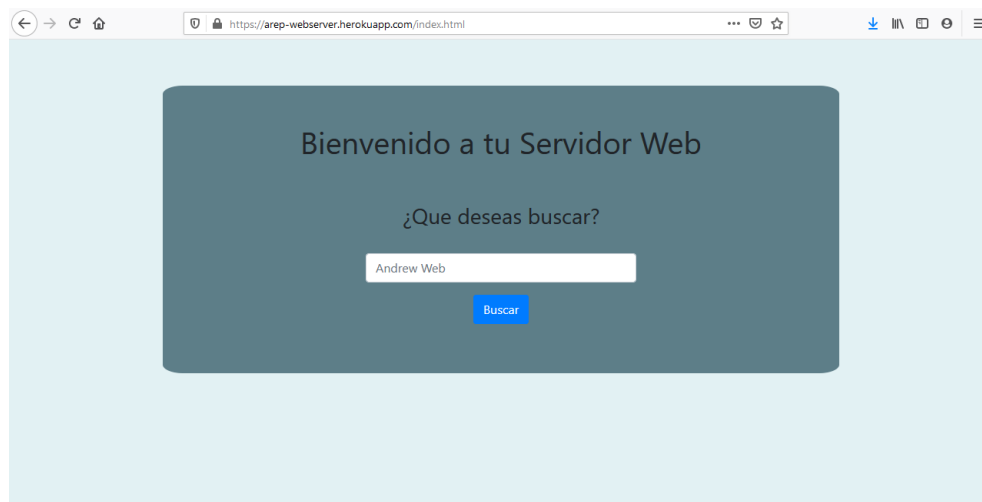 https://arep-webserver.herokuapp.com/index.html
Bienvenido a tu Servidor Web
¿Que deseas buscar?
Andrew Web
Buscar